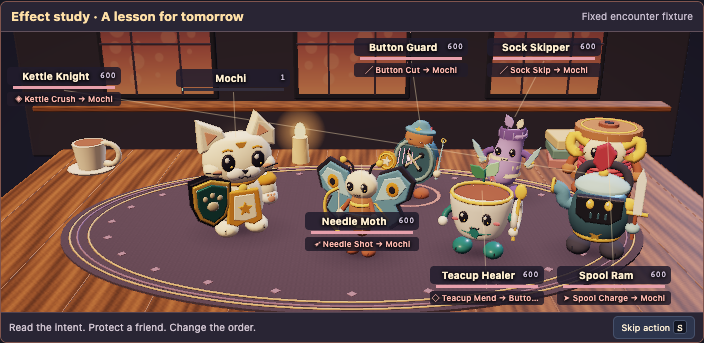 Effect study · A lesson for tomorrow
Fixed encounter fixture
Button Guard 600
╱ Button Cut → Mochi
Sock Skipper 600
╱ Sock Skip → Mochi
Kettle Knight 600
◈ Kettle Crush → Mochi
Mochi 1
Needle Moth 600
➶ Needle Shot → Mochi
Teacup Healer 600
◇ Teacup Mend → Butto...
Spool Ram 600
➤ Spool Charge → Mochi
Read the intent. Protect a friend. Change the order.
Skip action S